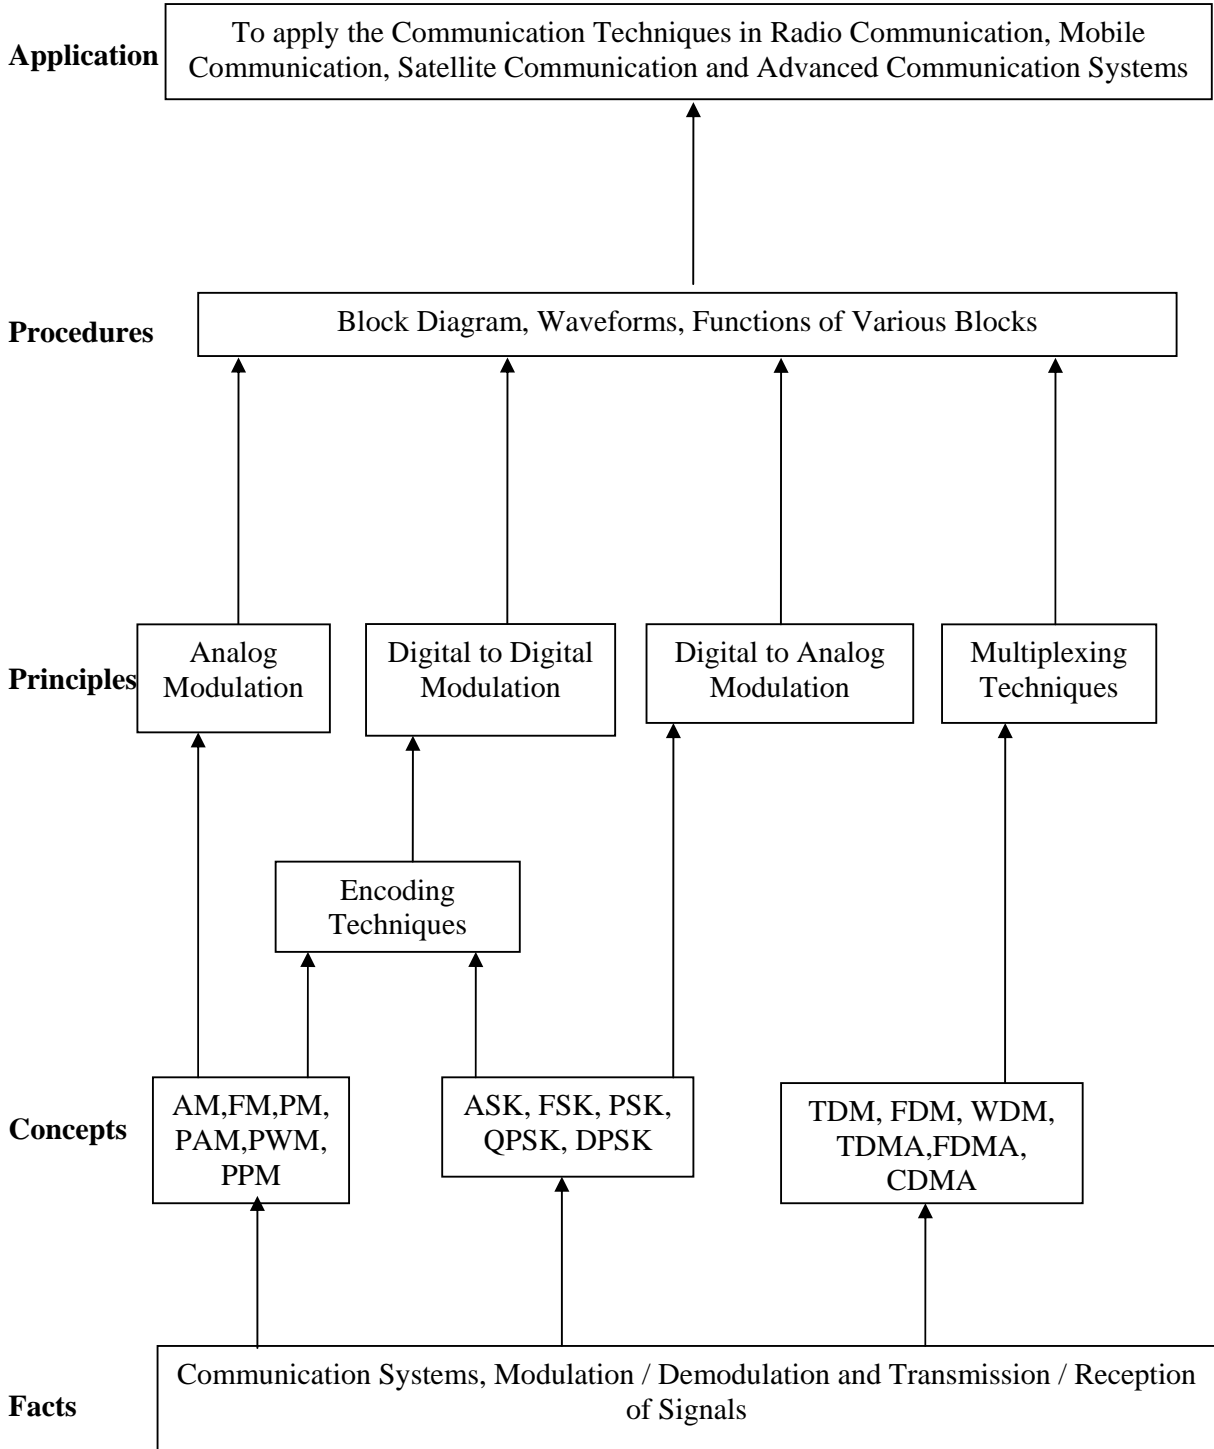 Application
To apply the Communication Techniques in Radio Communication, Mobile
Communication, Satellite Communication and Advanced Communication Systems
Procedures
Block Diagram, Waveforms, Functions of Various Blocks
Principles
Analog
Modulation
Digital to Digital
Modulation
Digital to Analog
Modulation
Multiplexing
Techniques
Encoding
Techniques
Concepts
AM,FM,PM,
PAM,PWM,
PPM
ASK, FSK, PSK,
QPSK, DPSK
TDM, FDM, WDM,
TDMA,FDMA,
CDMA
Facts
Communication Systems, Modulation / Demodulation and Transmission / Reception
of Signals